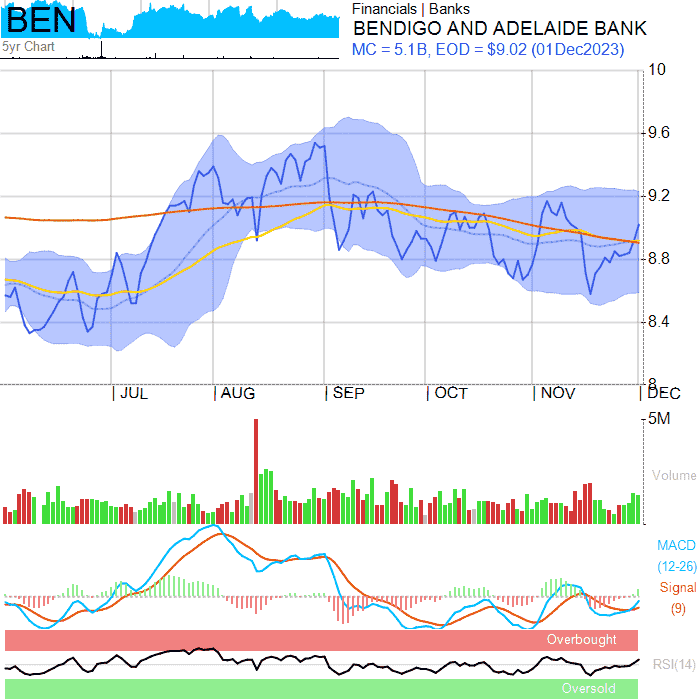 BEN
5yr Chart
Financials | Banks
BENDIGO AND ADELAIDE BANK
MC = 5.1B, EOD = $9.02 (01Dec2023)
10
9.6
9.2
8.8
8.4
8
JUL
AUG
SEP
OCT
NOV
DEC
5M
Volume
MACD
(12-26)
Signal
(9)
Overbought
RSI(14)
Oversold